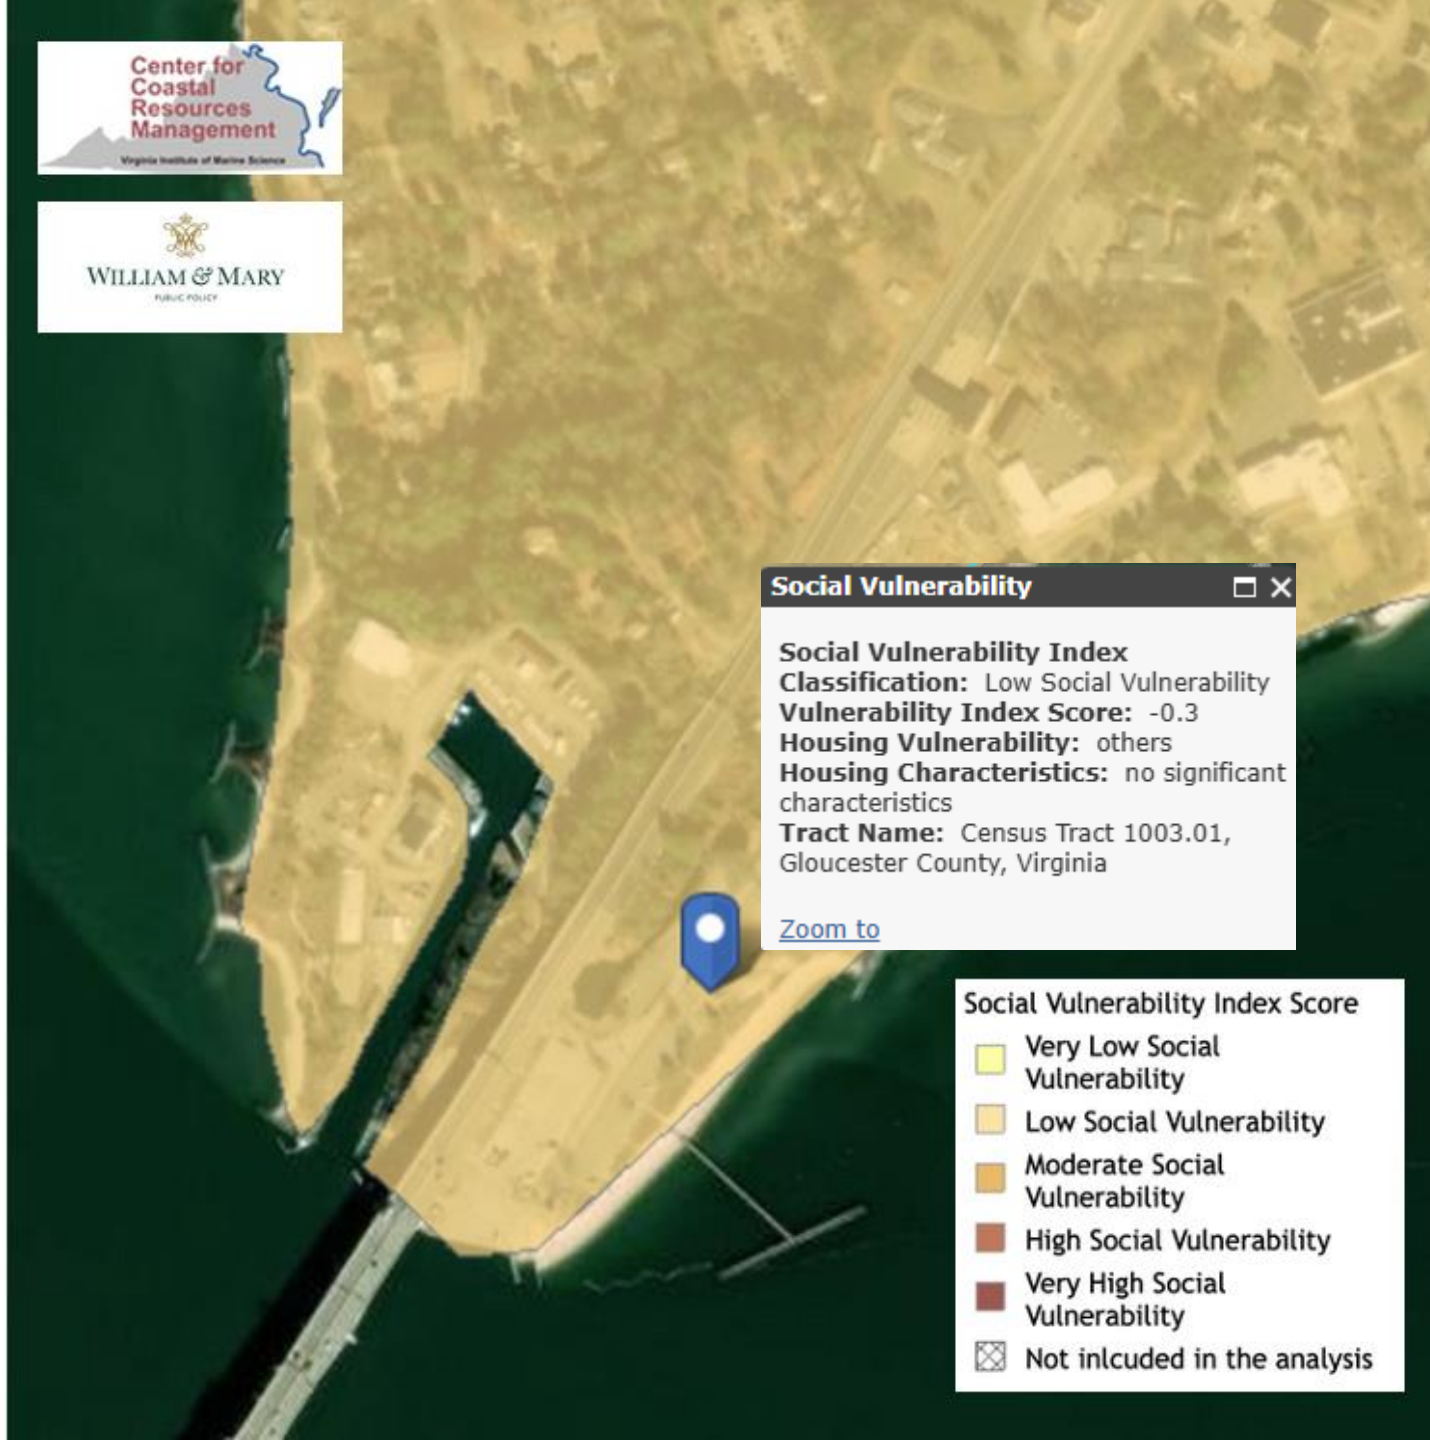 Center for
Coastal
Resources
Management
Virginia Institute of Marine Science
WILLIAM & MARY
PUBLIC POLICY
Social Vulnerability
Social Vulnerability Index
Classification: Low Social Vulnerability
Vulnerability Index Score: -0.3
Housing Vulnerability: others
Housing Characteristics: no significant
characteristics
Tract Name: Census Tract 1003.01,
Gloucester County, Virginia
Zoom to
Social Vulnerability Index Score
Very Low Social
Vulnerability
Low Social Vulnerability
Moderate Social
Vulnerability
High Social Vulnerability
Very High Social
Vulnerability
Not inlcuded in the analysis